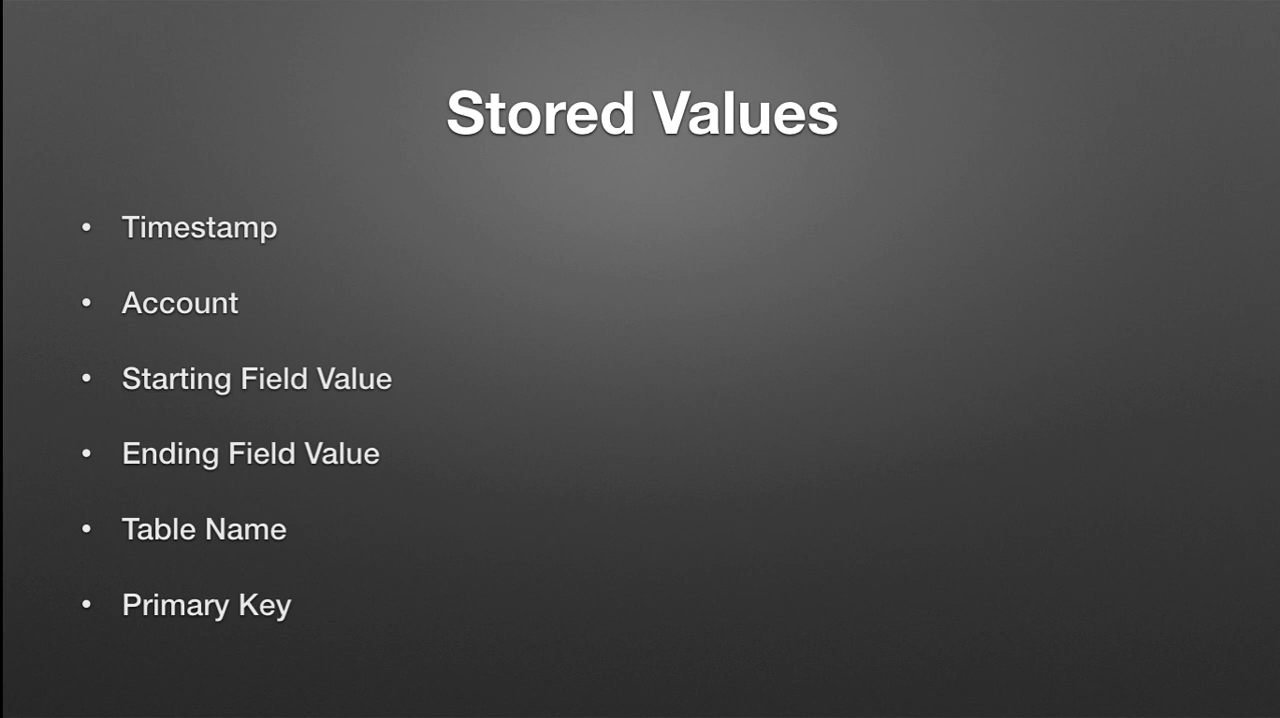 Stored Values
• Timestamp
• Account
• Starting Field Value
• Ending Field Value
• Table Name
• Primary Key